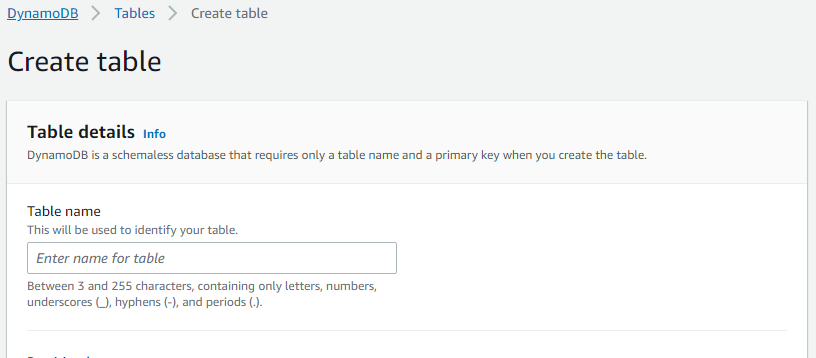 DynamoDB > Tables > Create table
Create table
Table details Info
DynamoDB is a schemaless database that requires only a table name and a primary key when you create the table.
Table name
This will be used to identify your table.
Enter name for table
Between 3 and 255 characters, containing only letters, numbers,
underscores (_), hyphens (-), and periods (.).